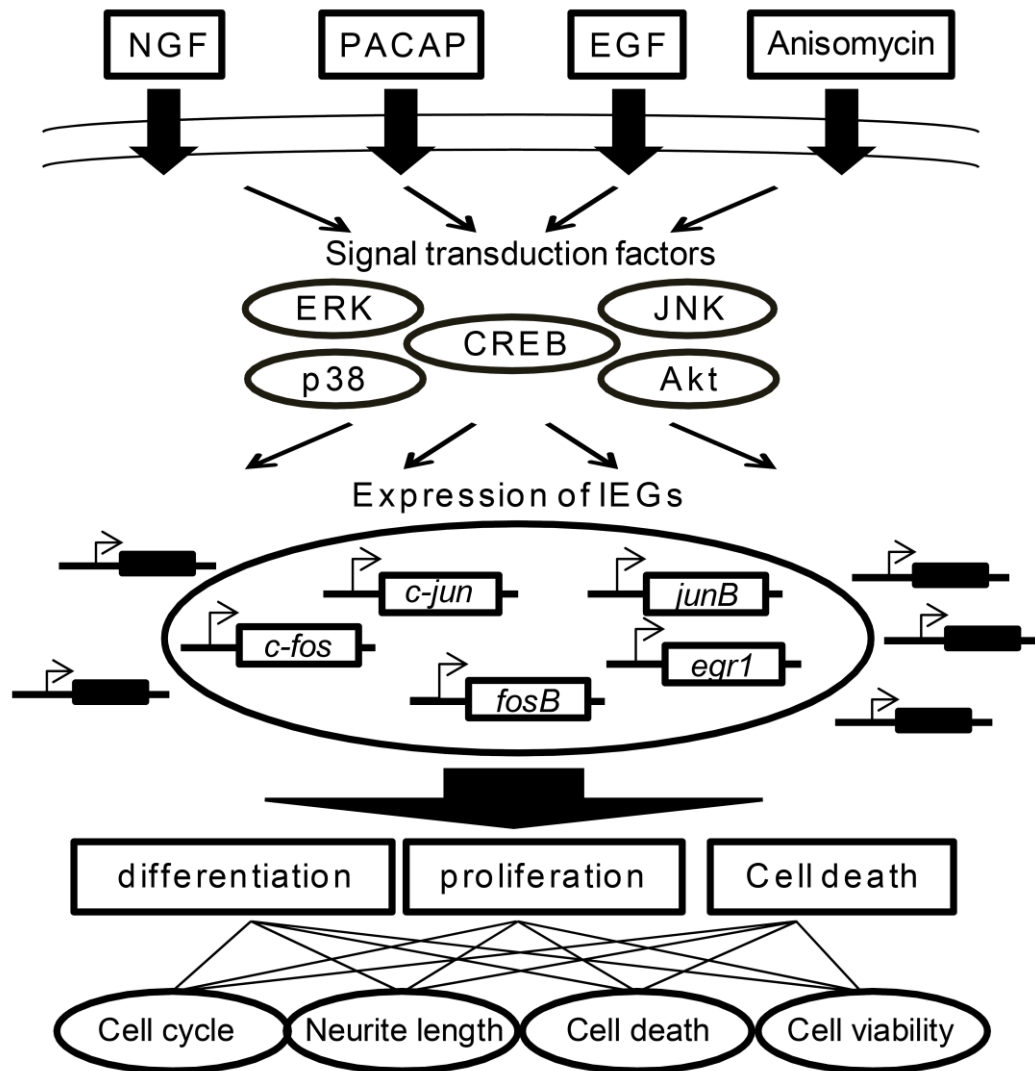 NGF
PACAP
EGF
Anisomycin
Signal transduction factors
ERK
JNK
CREB
p38
Akt
Expression of IEGs
c-jun
junB
c-fos
egr1
fosB
differentiation
proliferation
Cell death
Cell cycle
Neurite length
Cell death
Cell viability